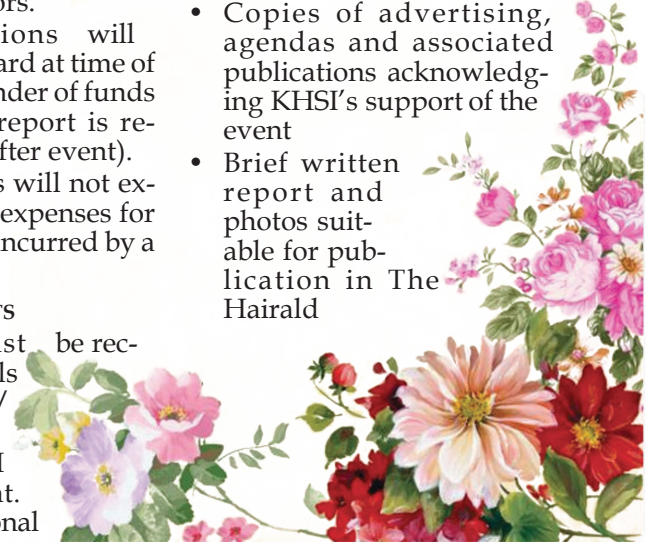 ors.
ions will
ard at time of
nder of funds
report is re-
fter event).
s will not ex-
expenses for
ncurred by a
rs
st be rec-
ls
/
I
nt.
onal
• Copies of advertising,
agendas and associated
publications acknowledg-
ing KHSI's support of the
event
• Brief written
report and
photos suit-
able for pub-
lication in The
Hairald